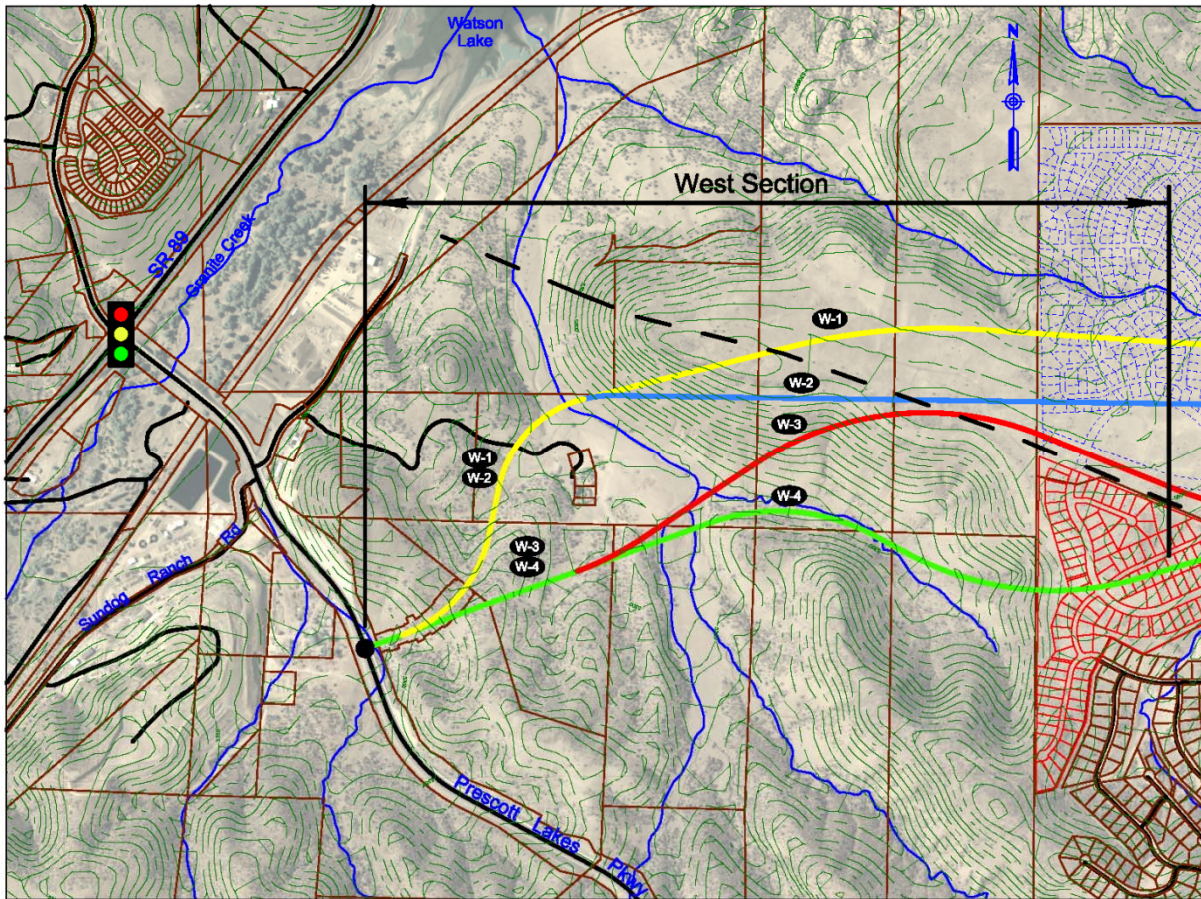 Watson
Lake
N
West Section
SR 89
Granite Creek
W-1
W-2
W-3
W-1
W-2
W-4
W-3
W-4
Sundog Ranch Rd
Prescott Lakes Pkwy